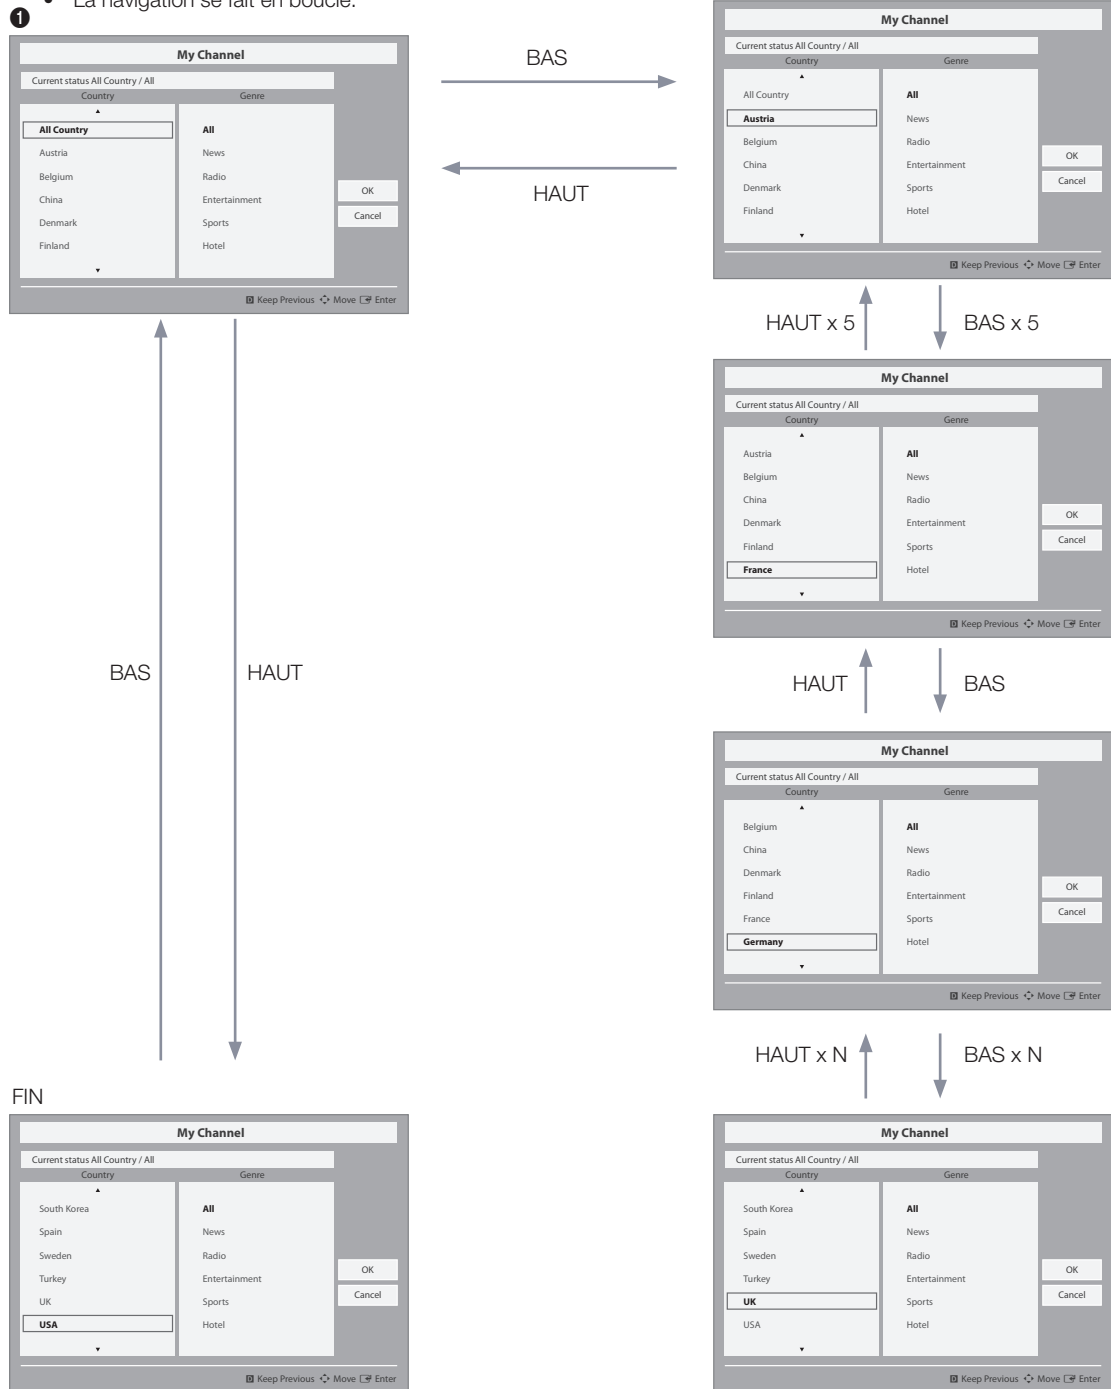 • La navigation se fait en boucle.
❶
My Channel
Current status All Country / All
Country Genre
All Country All
Austria News
Belgium Radio
China Entertainment
Denmark Sports
Finland Hotel
OK
Cancel
D Keep Previous Move Enter
BAS
HAUT
My Channel
Current status All Country / All
Country Genre
All Country All
Austria News
Belgium Radio
China Entertainment
Denmark Sports
Finland Hotel
OK
Cancel
D Keep Previous Move Enter
HAUT x 5 BAS x 5
My Channel
Current status All Country / All
Country Genre
Austria All
Belgium News
China Radio
Denmark Entertainment
Finland Sports
France Hotel
OK
Cancel
D Keep Previous Move Enter
BAS HAUT
HAUT BAS
My Channel
Current status All Country / All
Country Genre
Belgium All
China News
Denmark Radio
Finland Entertainment
France Sports
Germany Hotel
OK
Cancel
D Keep Previous Move Enter
HAUT x N BAS x N
FIN
My Channel
Current status All Country / All
Country Genre
South Korea All
Spain News
Sweden Radio
Turkey Entertainment
UK Sports
USA Hotel
OK
Cancel
D Keep Previous Move Enter
My Channel
Current status All Country / All
Country Genre
South Korea All
Spain News
Sweden Radio
Turkey Entertainment
UK Sports
USA Hotel
OK
Cancel
D Keep Previous Move Enter